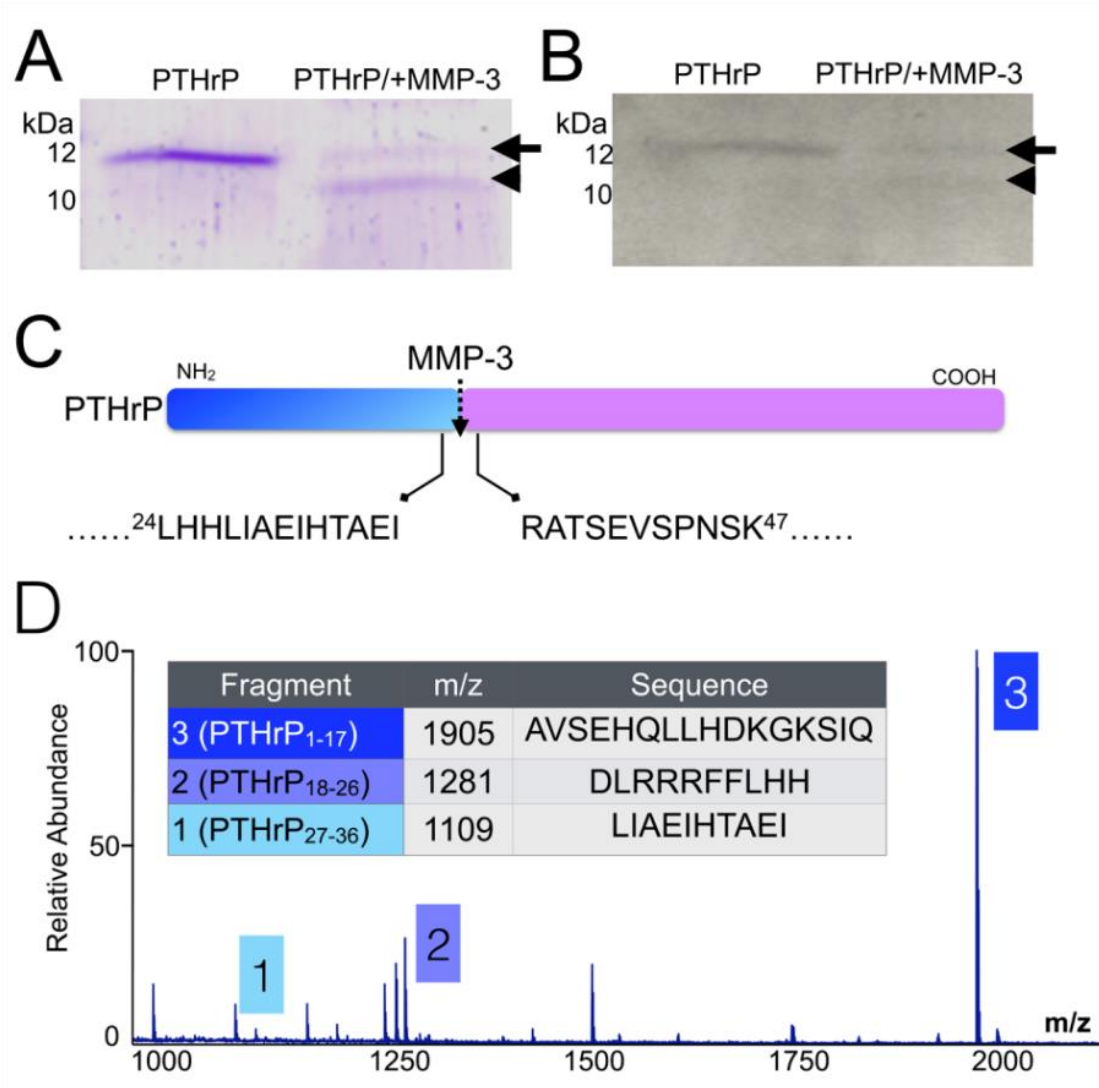 A
B
PTHrP PTHrP/+MMP-3
PTHrP PTHrP/+MMP-3
kDa
12
10
kDa
12
10
C
MMP-3
NH₂
COOH
PTHrP
......²⁴LHHLIAEIHTAEI
RATSEVSPNSK⁴⁷......
D
Relative Abundance
100
50
0
Fragment m/z Sequence
3 (PTHrP₁₋₁₇) 1905 AVSEHQLLHDKGKSIQ
2 (PTHrP₁₈₋₂₆) 1281 DLRRRFFLHH
1 (PTHrP₂₇₋₃₆) 1109 LIAEIHTAEI
3
2
1
m/z
1000 1250 1500 1750 2000